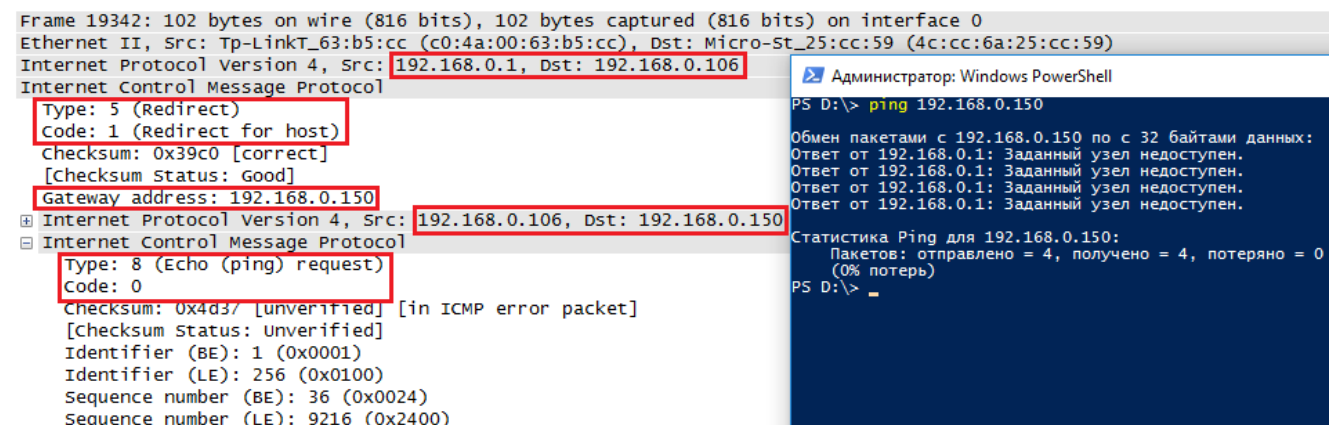 Frame 19342: 102 bytes on wire (816 bits), 102 bytes captured (816 bits) on interface 0
Ethernet II, Src: Tp-LinkT_63:b5:cc (c0:4a:00:63:b5:cc), Dst: Micro-St_25:cc:59 (4c:cc:6a:25:cc:59)
Internet Protocol Version 4, Src: 192.168.0.1, Dst: 192.168.0.106
Internet Control Message Protocol
Type: 5 (Redirect)
Code: 1 (Redirect for host)
Checksum: 0x39c0 [correct]
[Checksum Status: Good]
Gateway address: 192.168.0.150
Internet Protocol Version 4, Src: 192.168.0.106, Dst: 192.168.0.150
Internet Control Message Protocol
Type: 8 (Echo (ping) request)
Code: 0
Checksum: 0x4d37 [unverified] [in ICMP error packet]
[Checksum Status: Unverified]
Identifier (BE): 1 (0x0001)
Identifier (LE): 256 (0x0100)
Sequence number (BE): 36 (0x0024)
Sequence number (LE): 9216 (0x2400)
Администратор: Windows PowerShell
PS D:\> ping 192.168.0.150
Обмен пакетами с 192.168.0.150 по с 32 байтами данных:
Ответ от 192.168.0.1: Заданный узел недоступен.
Ответ от 192.168.0.1: Заданный узел недоступен.
Ответ от 192.168.0.1: Заданный узел недоступен.
Ответ от 192.168.0.1: Заданный узел недоступен.
Статистика Ping для 192.168.0.150:
Пакетов: отправлено = 4, получено = 4, потеряно = 0
(0% потерь)
PS D:\> _